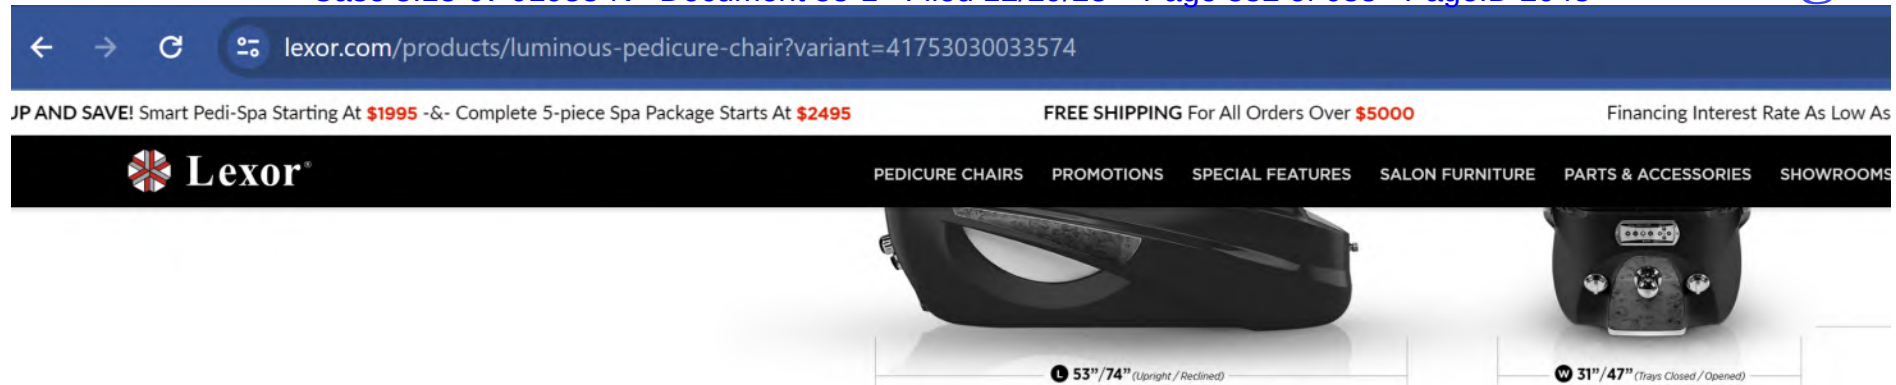 lexor.com/products/luminous-pedicure-chair?variant=41753030033574
UP AND SAVE! Smart Pedi-Spa Starting At $1995 -&- Complete 5-piece Spa Package Starts At $2495 FREE SHIPPING For All Orders Over $5000 Financing Interest Rate As Low As
Lexor®
PEDICURE CHAIRS PROMOTIONS SPECIAL FEATURES SALON FURNITURE PARTS & ACCESSORIES SHOWROOMS
L 53”/74” (Upright / Reclined) W 31”/47” (Trays Closed / Opened)